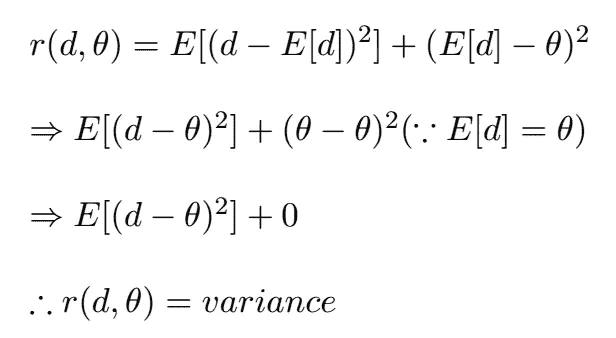 r(d, θ) = E[(d − E[d])²] + (E[d] − θ)²
⇒ E[(d − θ)²] + (θ − θ)²(∵ E[d] = θ)
⇒ E[(d − θ)²] + 0
∴ r(d, θ) = variance